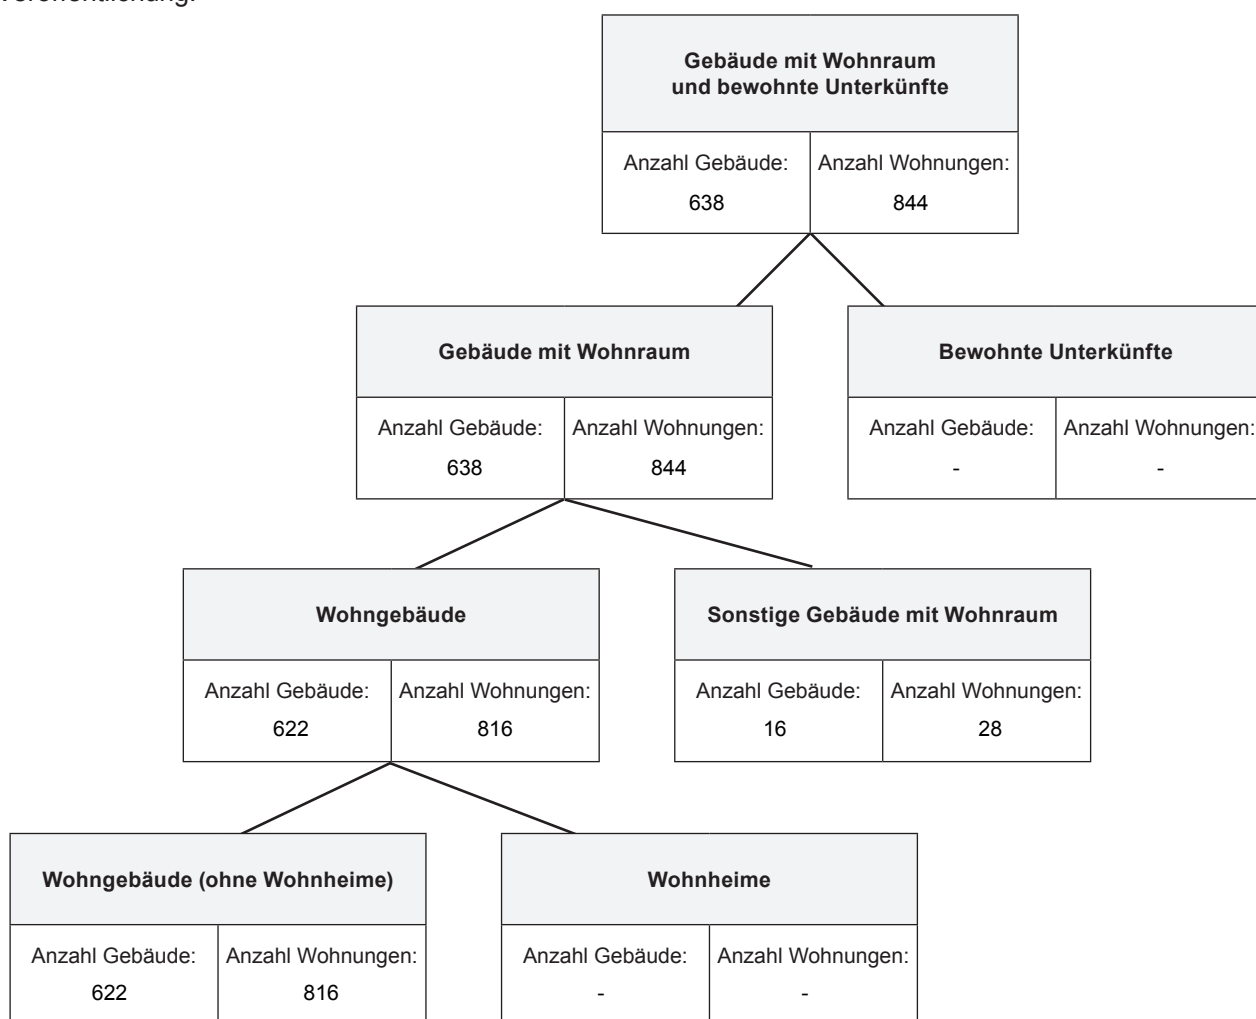 Veröffentlichung.
Gebäude mit Wohnraum
und bewohnte Unterkünfte
Anzahl Gebäude: Anzahl Wohnungen:
638 844
Gebäude mit Wohnraum
Anzahl Gebäude: Anzahl Wohnungen:
638 844
Bewohnte Unterkünfte
Anzahl Gebäude: Anzahl Wohnungen:
- -
Wohngebäude
Anzahl Gebäude: Anzahl Wohnungen:
622 816
Sonstige Gebäude mit Wohnraum
Anzahl Gebäude: Anzahl Wohnungen:
16 28
Wohngebäude (ohne Wohnheime)
Anzahl Gebäude: Anzahl Wohnungen:
622 816
Wohnheime
Anzahl Gebäude: Anzahl Wohnungen:
- -